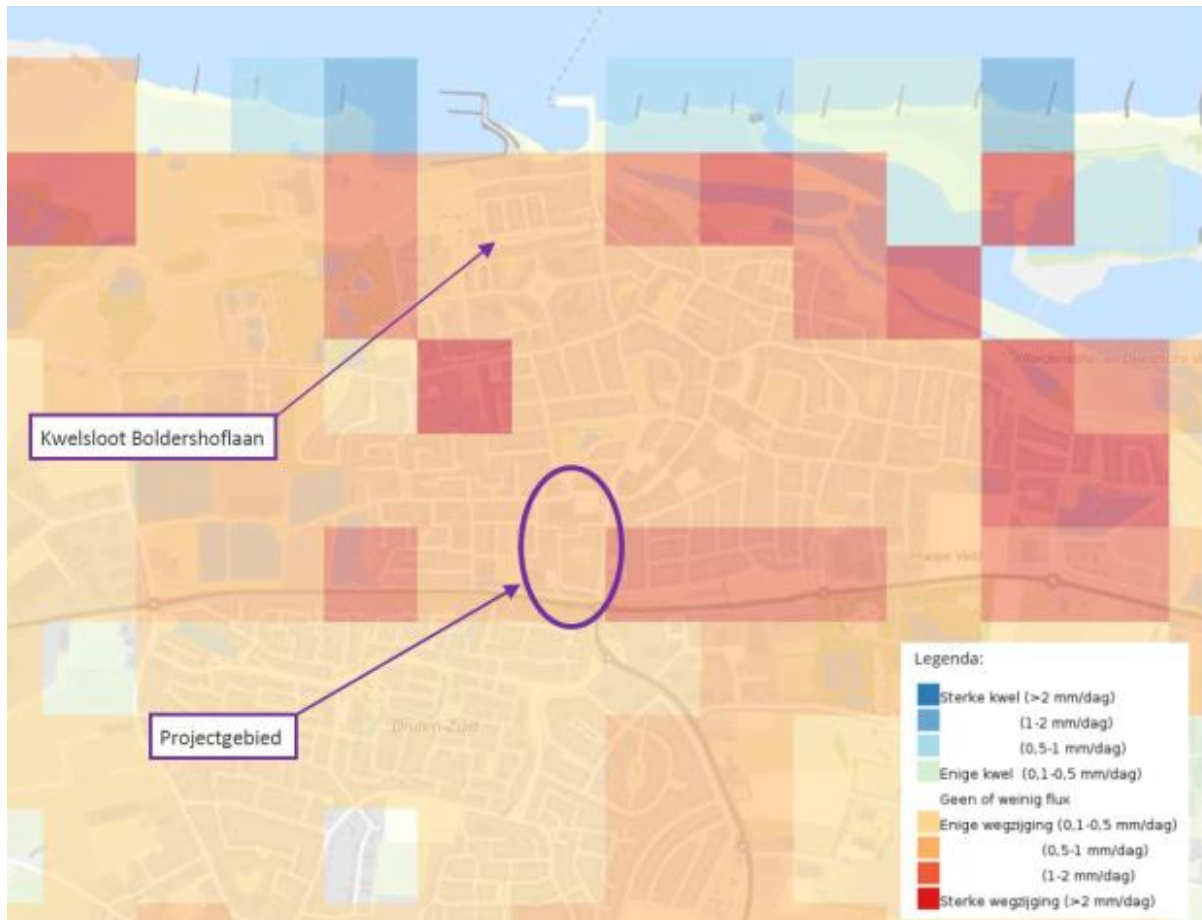 Kwelsloot Boldershoflaan
Projectgebied
Druten-Zuid
Legenda:
Sterke kwel (>2 mm/dag)
(1-2 mm/dag)
(0,5-1 mm/dag)
Enige kwel (0,1-0,5 mm/dag)
Geen of weinig flux
Enige wegzijging (0,1-0,5 mm/dag)
(0,5-1 mm/dag)
(1-2 mm/dag)
Sterke wegzijging (>2 mm/dag)